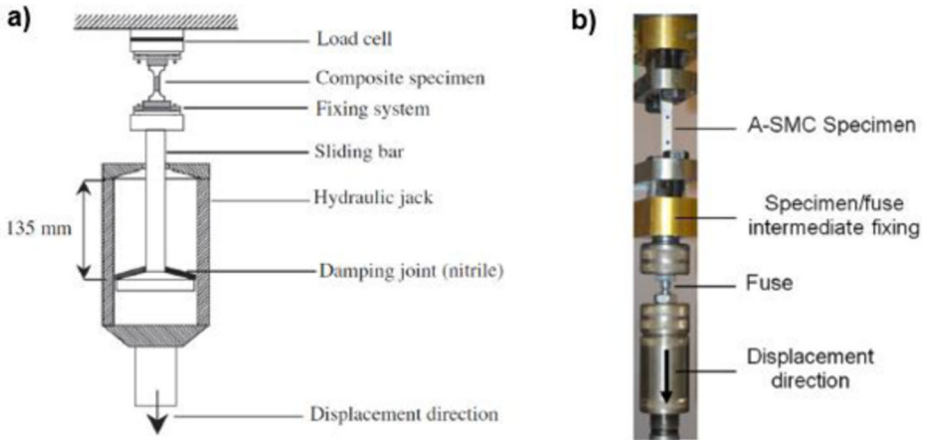 a)
Load cell
Composite specimen
Fixing system
Sliding bar
Hydraulic jack
135 mm
Damping joint (nitrile)
Displacement direction
b)
A-SMC Specimen
Specimen/fuse
intermediate fixing
Fuse
Displacement
direction